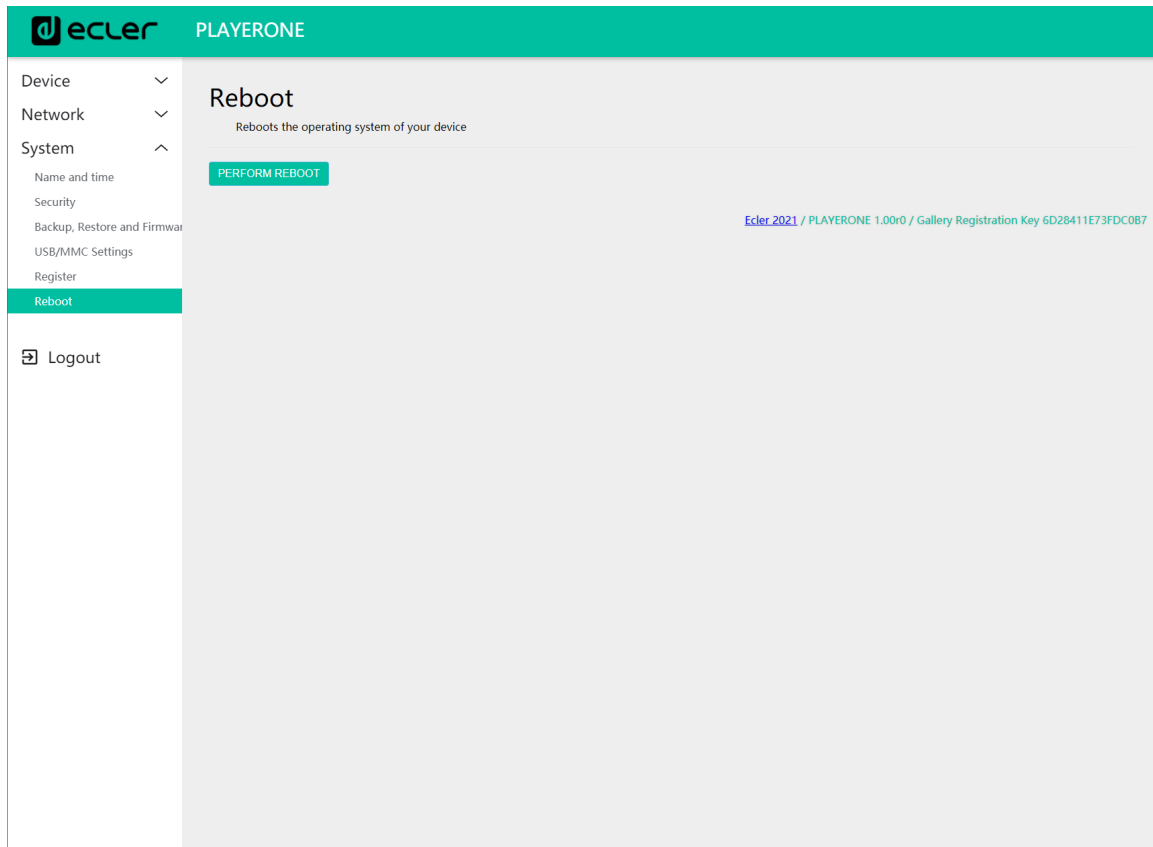 ecler PLAYERONE
Device
Network
System
Name and time
Security
Backup, Restore and Firmwar
USB/MMC Settings
Register
Reboot
Logout
Reboot
Reboots the operating system of your device
PERFORM REBOOT
Ecler 2021 / PLAYERONE 1.00r0 / Gallery Registration Key 6D28411E73FDC0B7